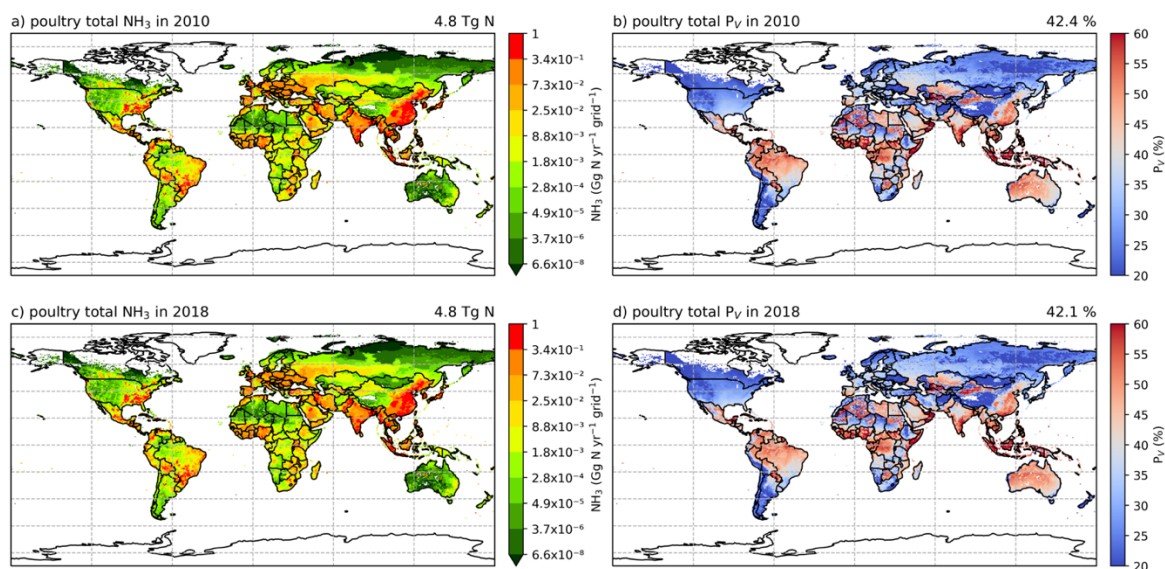 a) poultry total NH₃ in 2010 4.8 Tg N
1
3.4x10⁻¹
7.3x10⁻²
2.5x10⁻²
8.8x10⁻³
1.8x10⁻³
2.8x10⁻⁴
4.9x10⁻⁵
3.7x10⁻⁶
6.6x10⁻⁸
NH₃ (Gg N yr⁻¹ grid⁻¹)
b) poultry total P_V in 2010 42.4 %
60
55
50
45
40
35
30
25
20
P_V (%)
c) poultry total NH₃ in 2018 4.8 Tg N
1
3.4x10⁻¹
7.3x10⁻²
2.5x10⁻²
8.8x10⁻³
1.8x10⁻³
2.8x10⁻⁴
4.9x10⁻⁵
3.7x10⁻⁶
6.6x10⁻⁸
NH₃ (Gg N yr⁻¹ grid⁻¹)
d) poultry total P_V in 2018 42.1 %
60
55
50
45
40
35
30
25
20
P_V (%)